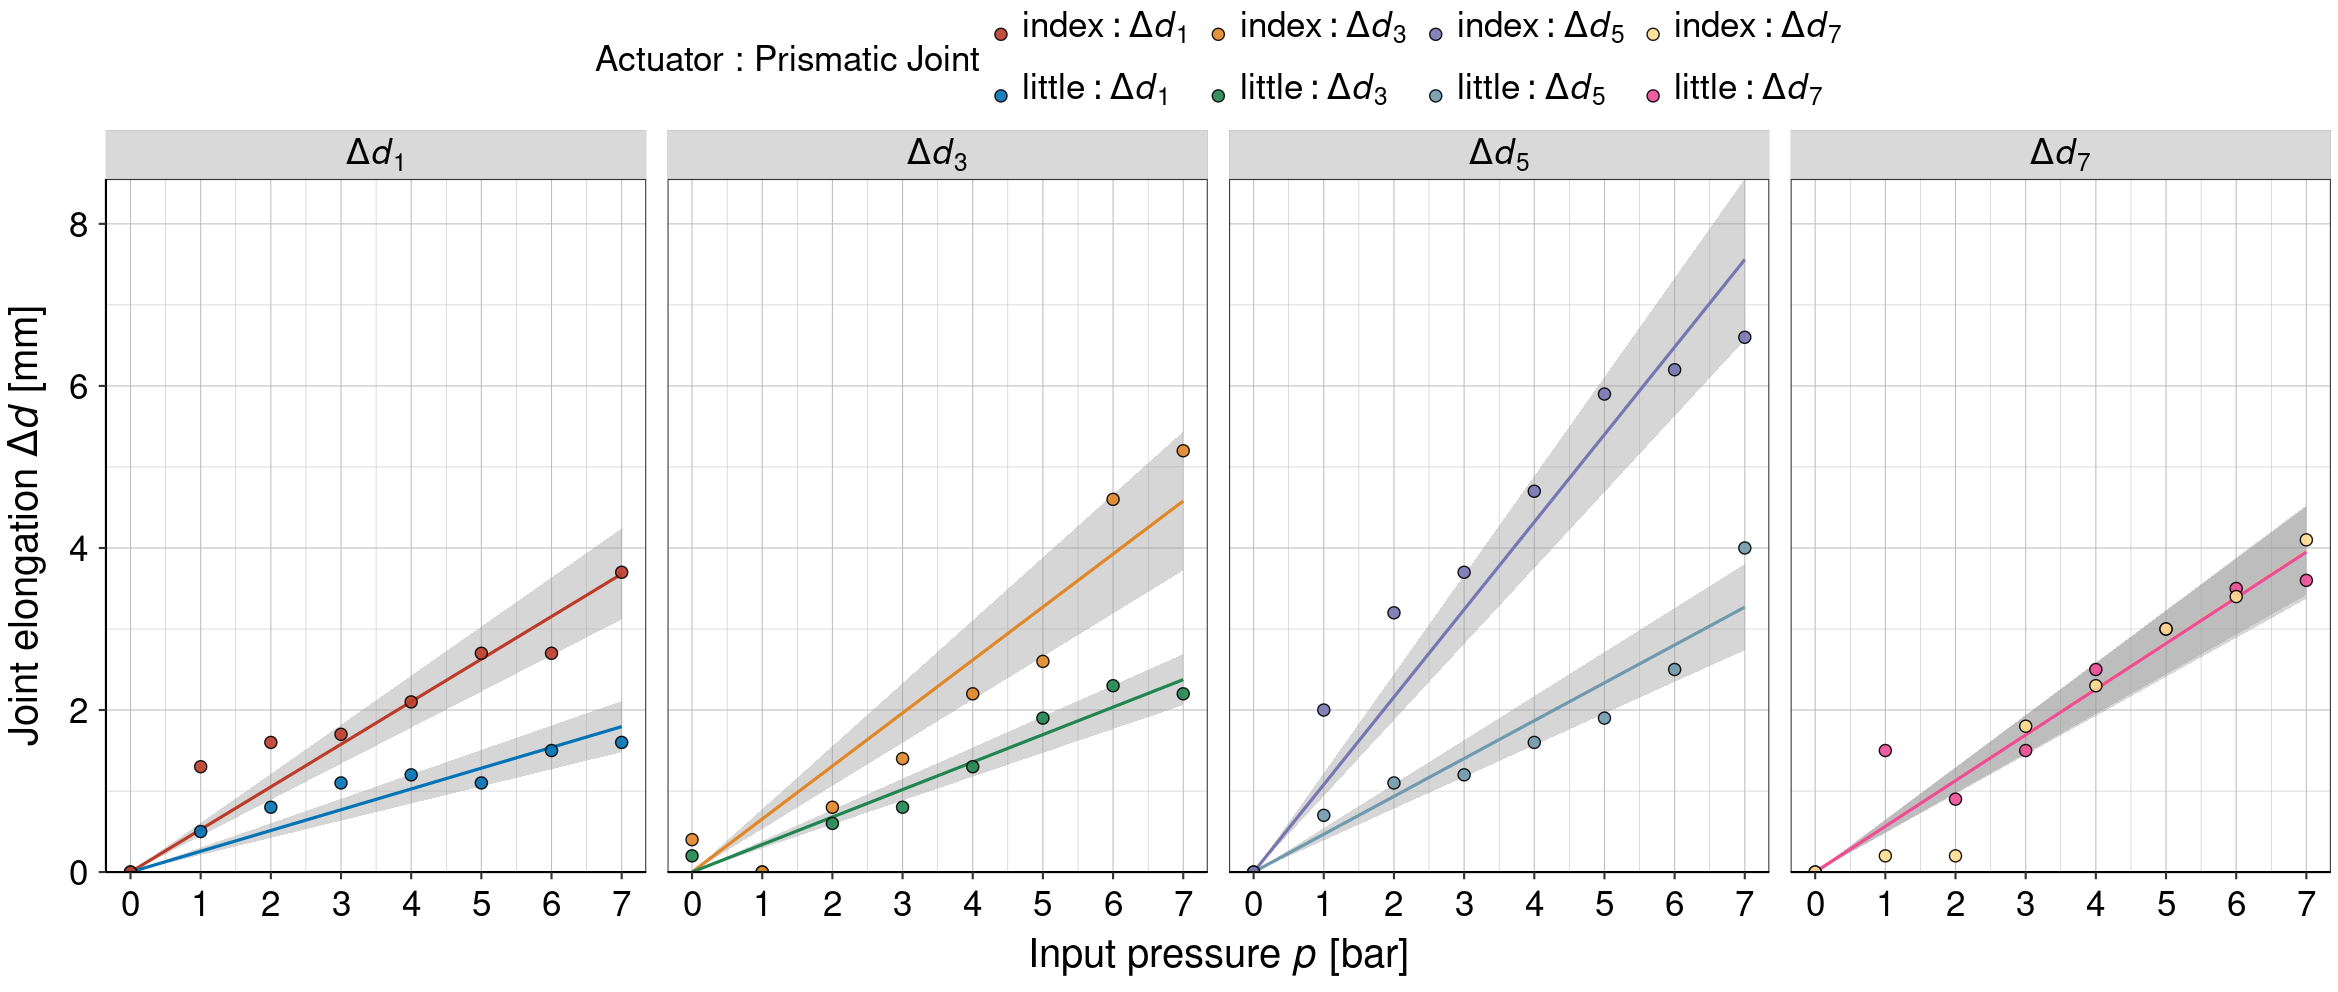 Actuator : Prismatic Joint
index : Δd1 index : Δd3 index : Δd5 index : Δd7
little : Δd1 little : Δd3 little : Δd5 little : Δd7
Δd1 Δd3 Δd5 Δd7
Joint elongation Δd [mm]
8
6
4
2
0
0 1 2 3 4 5 6 7 0 1 2 3 4 5 6 7 0 1 2 3 4 5 6 7 0 1 2 3 4 5 6 7
Input pressure p [bar]